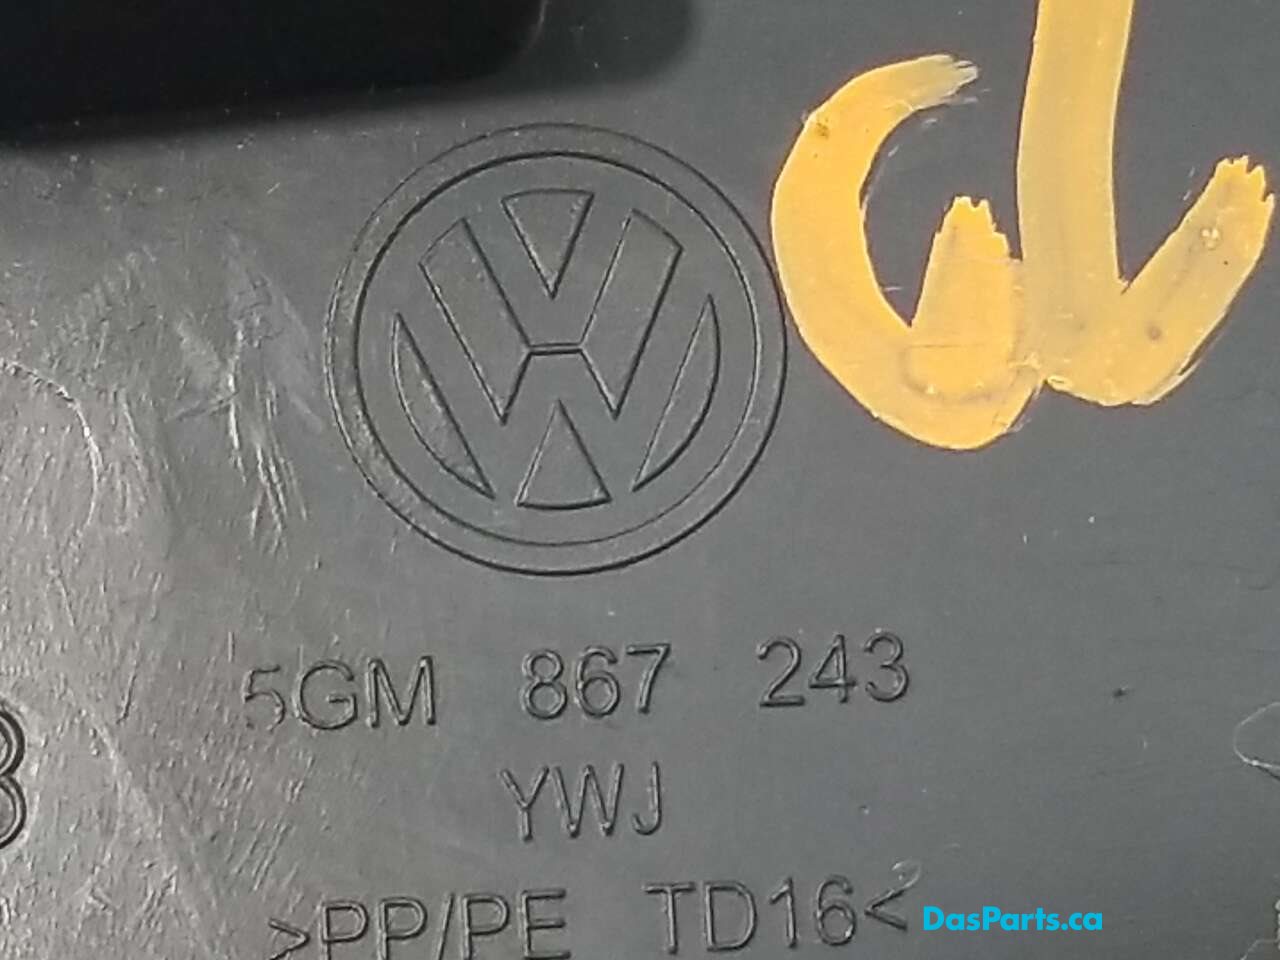 5GM 867 243
YWJ
>PP/PE TD16<
DasParts.ca